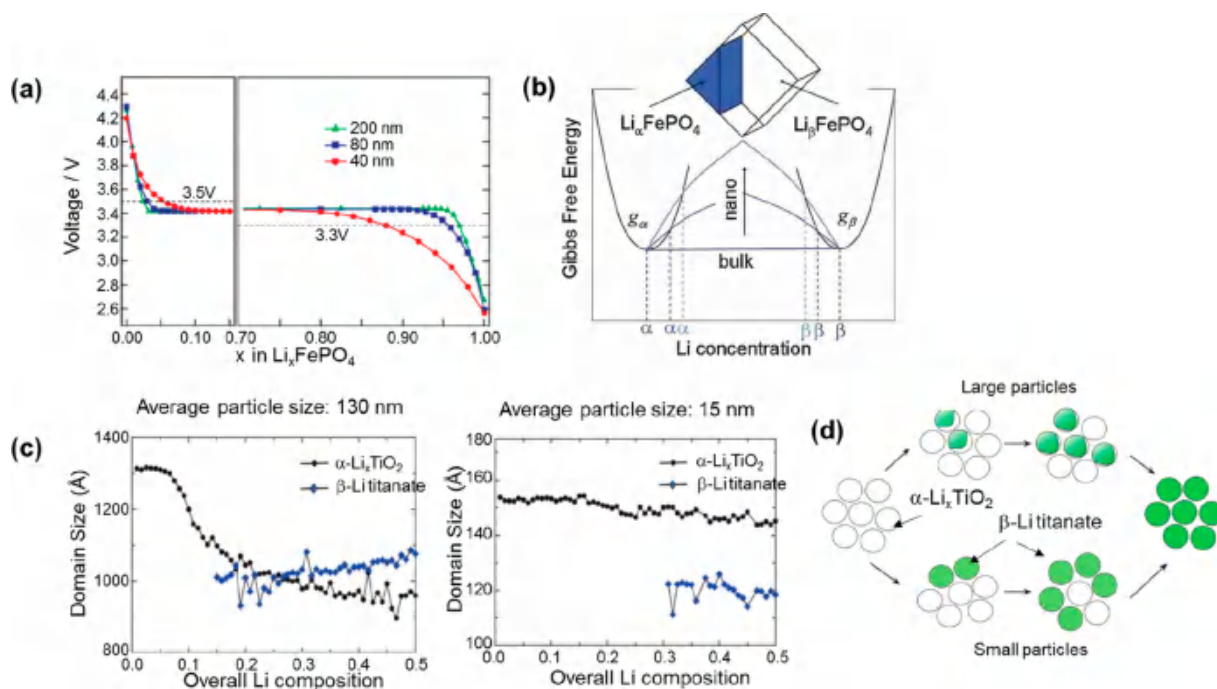 (a)
4.4
4.2
4.0
3.8
3.6
3.4
3.2
3.0
2.8
2.6
Voltage / V
3.5V
3.3V
200 nm
80 nm
40 nm
0.00
0.10
0.70
0.80
0.90
1.00
x in LiₓFePO₄
(b)
Gibbs Free Energy
LiαFePO₄
LiβFePO₄
gα
gβ
nano
bulk
α α α
β β β
Li concentration
(c)
Average particle size: 130 nm
1400
1200
1000
800
Domain Size (Å)
α-LiₓTiO₂
β-Li titanate
0.0 0.1 0.2 0.3 0.4 0.5
Overall Li composition
Average particle size: 15 nm
180
160
140
120
100
Domain Size (Å)
α-LiₓTiO₂
β-Li titanate
0.0 0.1 0.2 0.3 0.4 0.5
Overall Li composition
(d)
Large particles
α-LiₓTiO₂
β-Li titanate
Small particles